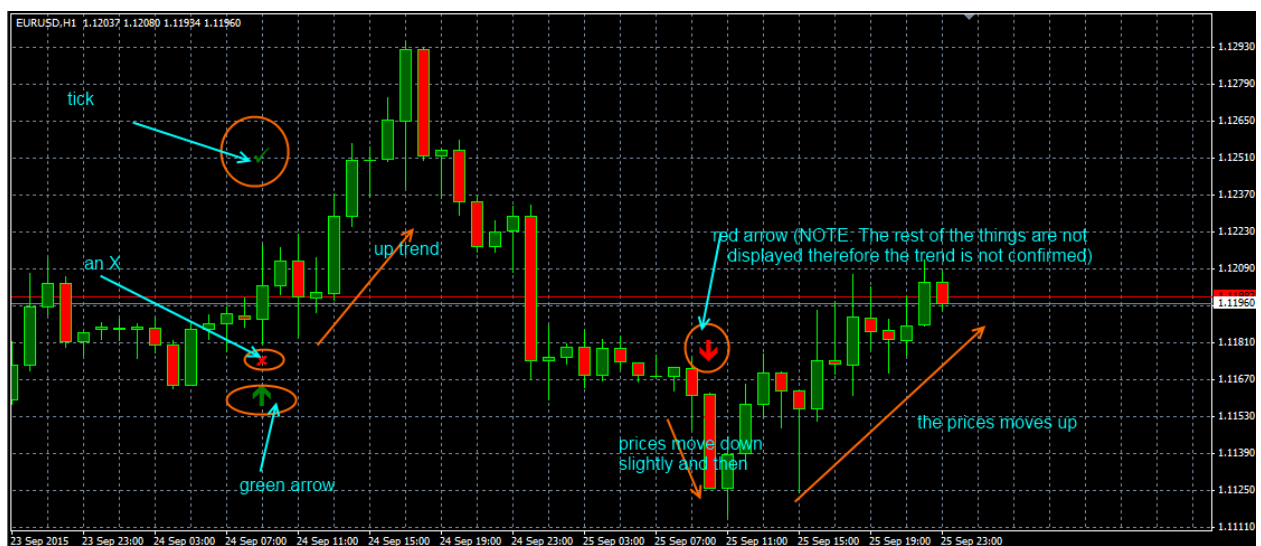 EURUSD,H1 1.12037 1.12080 1.11934 1.11960
1.12930
tick
1.12790
1.12650
1.12510
1.12370
up trend
red arrow (NOTE. The rest of the things are not
displayed therefore the trend is not confirmed)
1.12230
an X
1.12090
1.11960
1.11810
1.11670
1.11530
the prices moves up
prices move down
slightly and then
1.11390
green arrow
1.11250
1.11110
23 Sep 2015 23 Sep 23:00 24 Sep 03:00 24 Sep 07:00 24 Sep 11:00 24 Sep 15:00 24 Sep 19:00 24 Sep 23:00 25 Sep 03:00 25 Sep 07:00 25 Sep 11:00 25 Sep 15:00 25 Sep 19:00 25 Sep 23:00